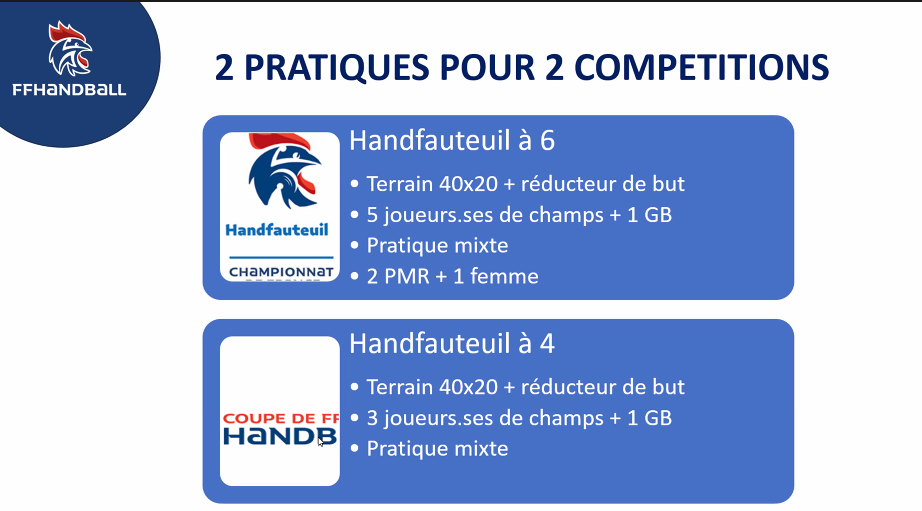 FFHANDBALL
2 PRATIQUES POUR 2 COMPETITIONS
Handfauteuil
CHAMPIONNAT
Handfauteuil à 6
• Terrain 40x20 + réducteur de but
• 5 joueurs.ses de champs + 1 GB
• Pratique mixte
• 2 PMR + 1 femme
COUPE DE FR
HANDB
Handfauteuil à 4
• Terrain 40x20 + réducteur de but
• 3 joueurs.ses de champs + 1 GB
• Pratique mixte